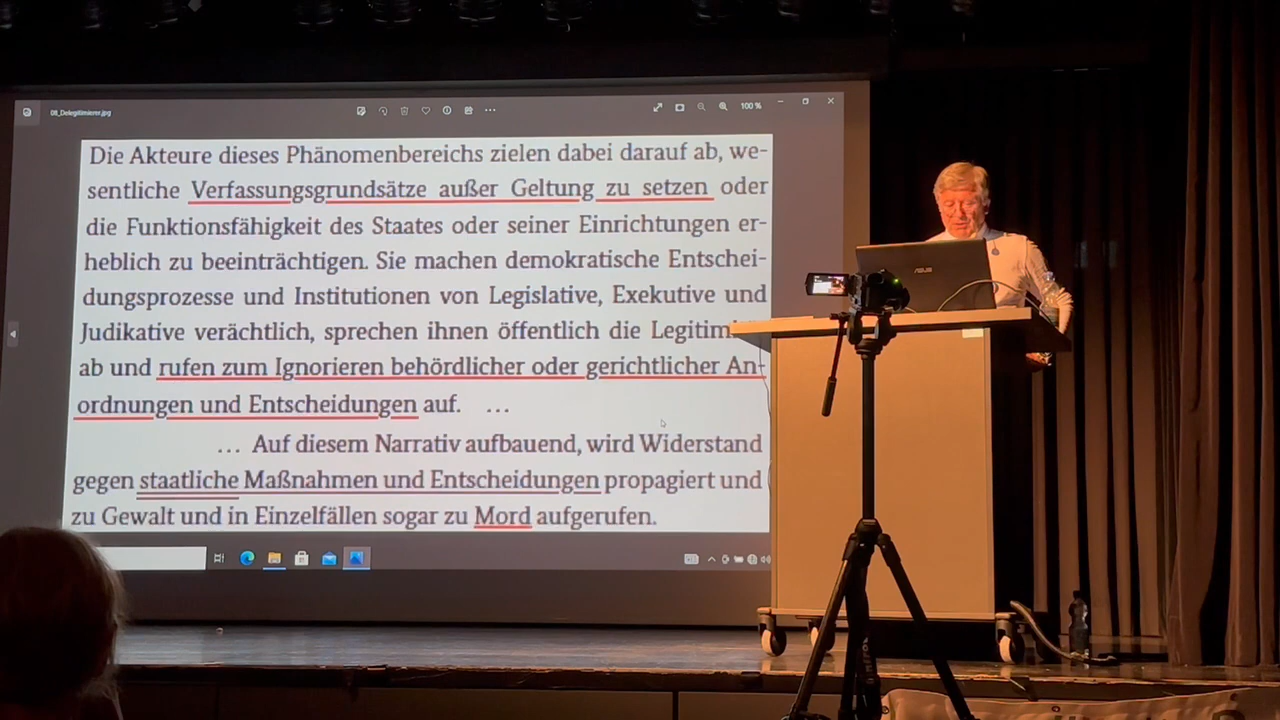 08_Delegitimierer.jpg
100 %
Die Akteure dieses Phänomenbereichs zielen dabei darauf ab, we-
sentliche Verfassungsgrundsätze außer Geltung zu setzen oder
die Funktionsfähigkeit des Staates oder seiner Einrichtungen er-
heblich zu beeinträchtigen. Sie machen demokratische Entschei-
dungsprozesse und Institutionen von Legislative, Exekutive und
Judikative verächtlich, sprechen ihnen öffentlich die
ab und rufen zum Ignorieren behördlicher oder gerichtlicher An-
ordnungen und Entscheidungen auf. ...
... Auf diesem Narrativ aufbauend, wird Widerstand
gegen staatliche Maßnahmen und Entscheidungen propagiert und
zu Gewalt und in Einzelfällen sogar zu Mord aufgerufen.
ASUS